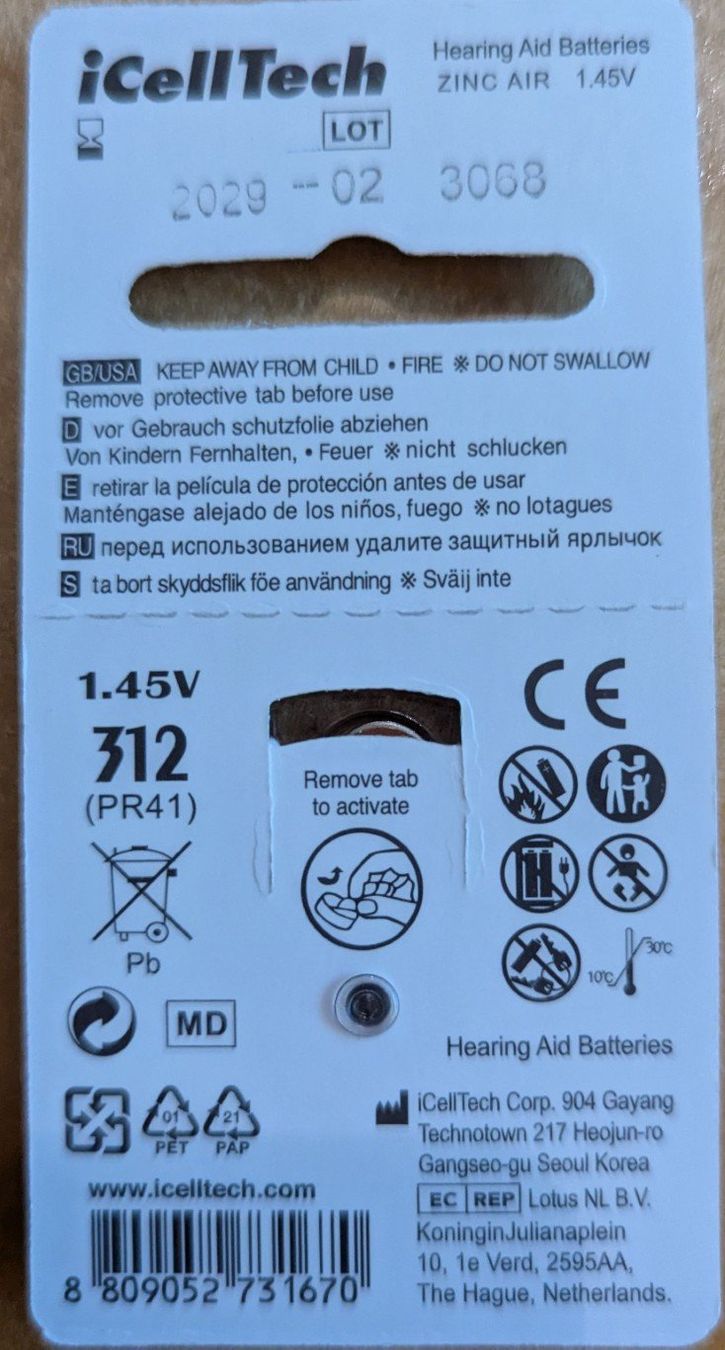 iCellTech
Hearing Aid Batteries
ZINC AIR 1.45V
LOT
2029 -- 02 3068
GB/USA KEEP AWAY FROM CHILD • FIRE ※ DO NOT SWALLOW
Remove protective tab before use
D vor Gebrauch schutzfolie abziehen
Von Kindern Fernhalten, • Feuer ※ nicht schlucken
E retirar la película de protección antes de usar
Manténgase alejado de los niños, fuego ※ no lotagues
RU перед использованием удалите защитный ярлычок
S ta bort skyddsflik föe användning ※ Sväij inte
1.45V
312
(PR41)
Pb
MD
01
PET
21
PAP
www.icelltech.com
8 809052 731670
Remove tab
to activate
CE
10℃
30℃
Hearing Aid Batteries
iCellTech Corp. 904 Gayang
Technotown 217 Heojun-ro
Gangseo-gu Seoul Korea
EC REP Lotus NL B.V.
KoninginJulianaplein
10, 1e Verd, 2595AA,
The Hague, Netherlands.